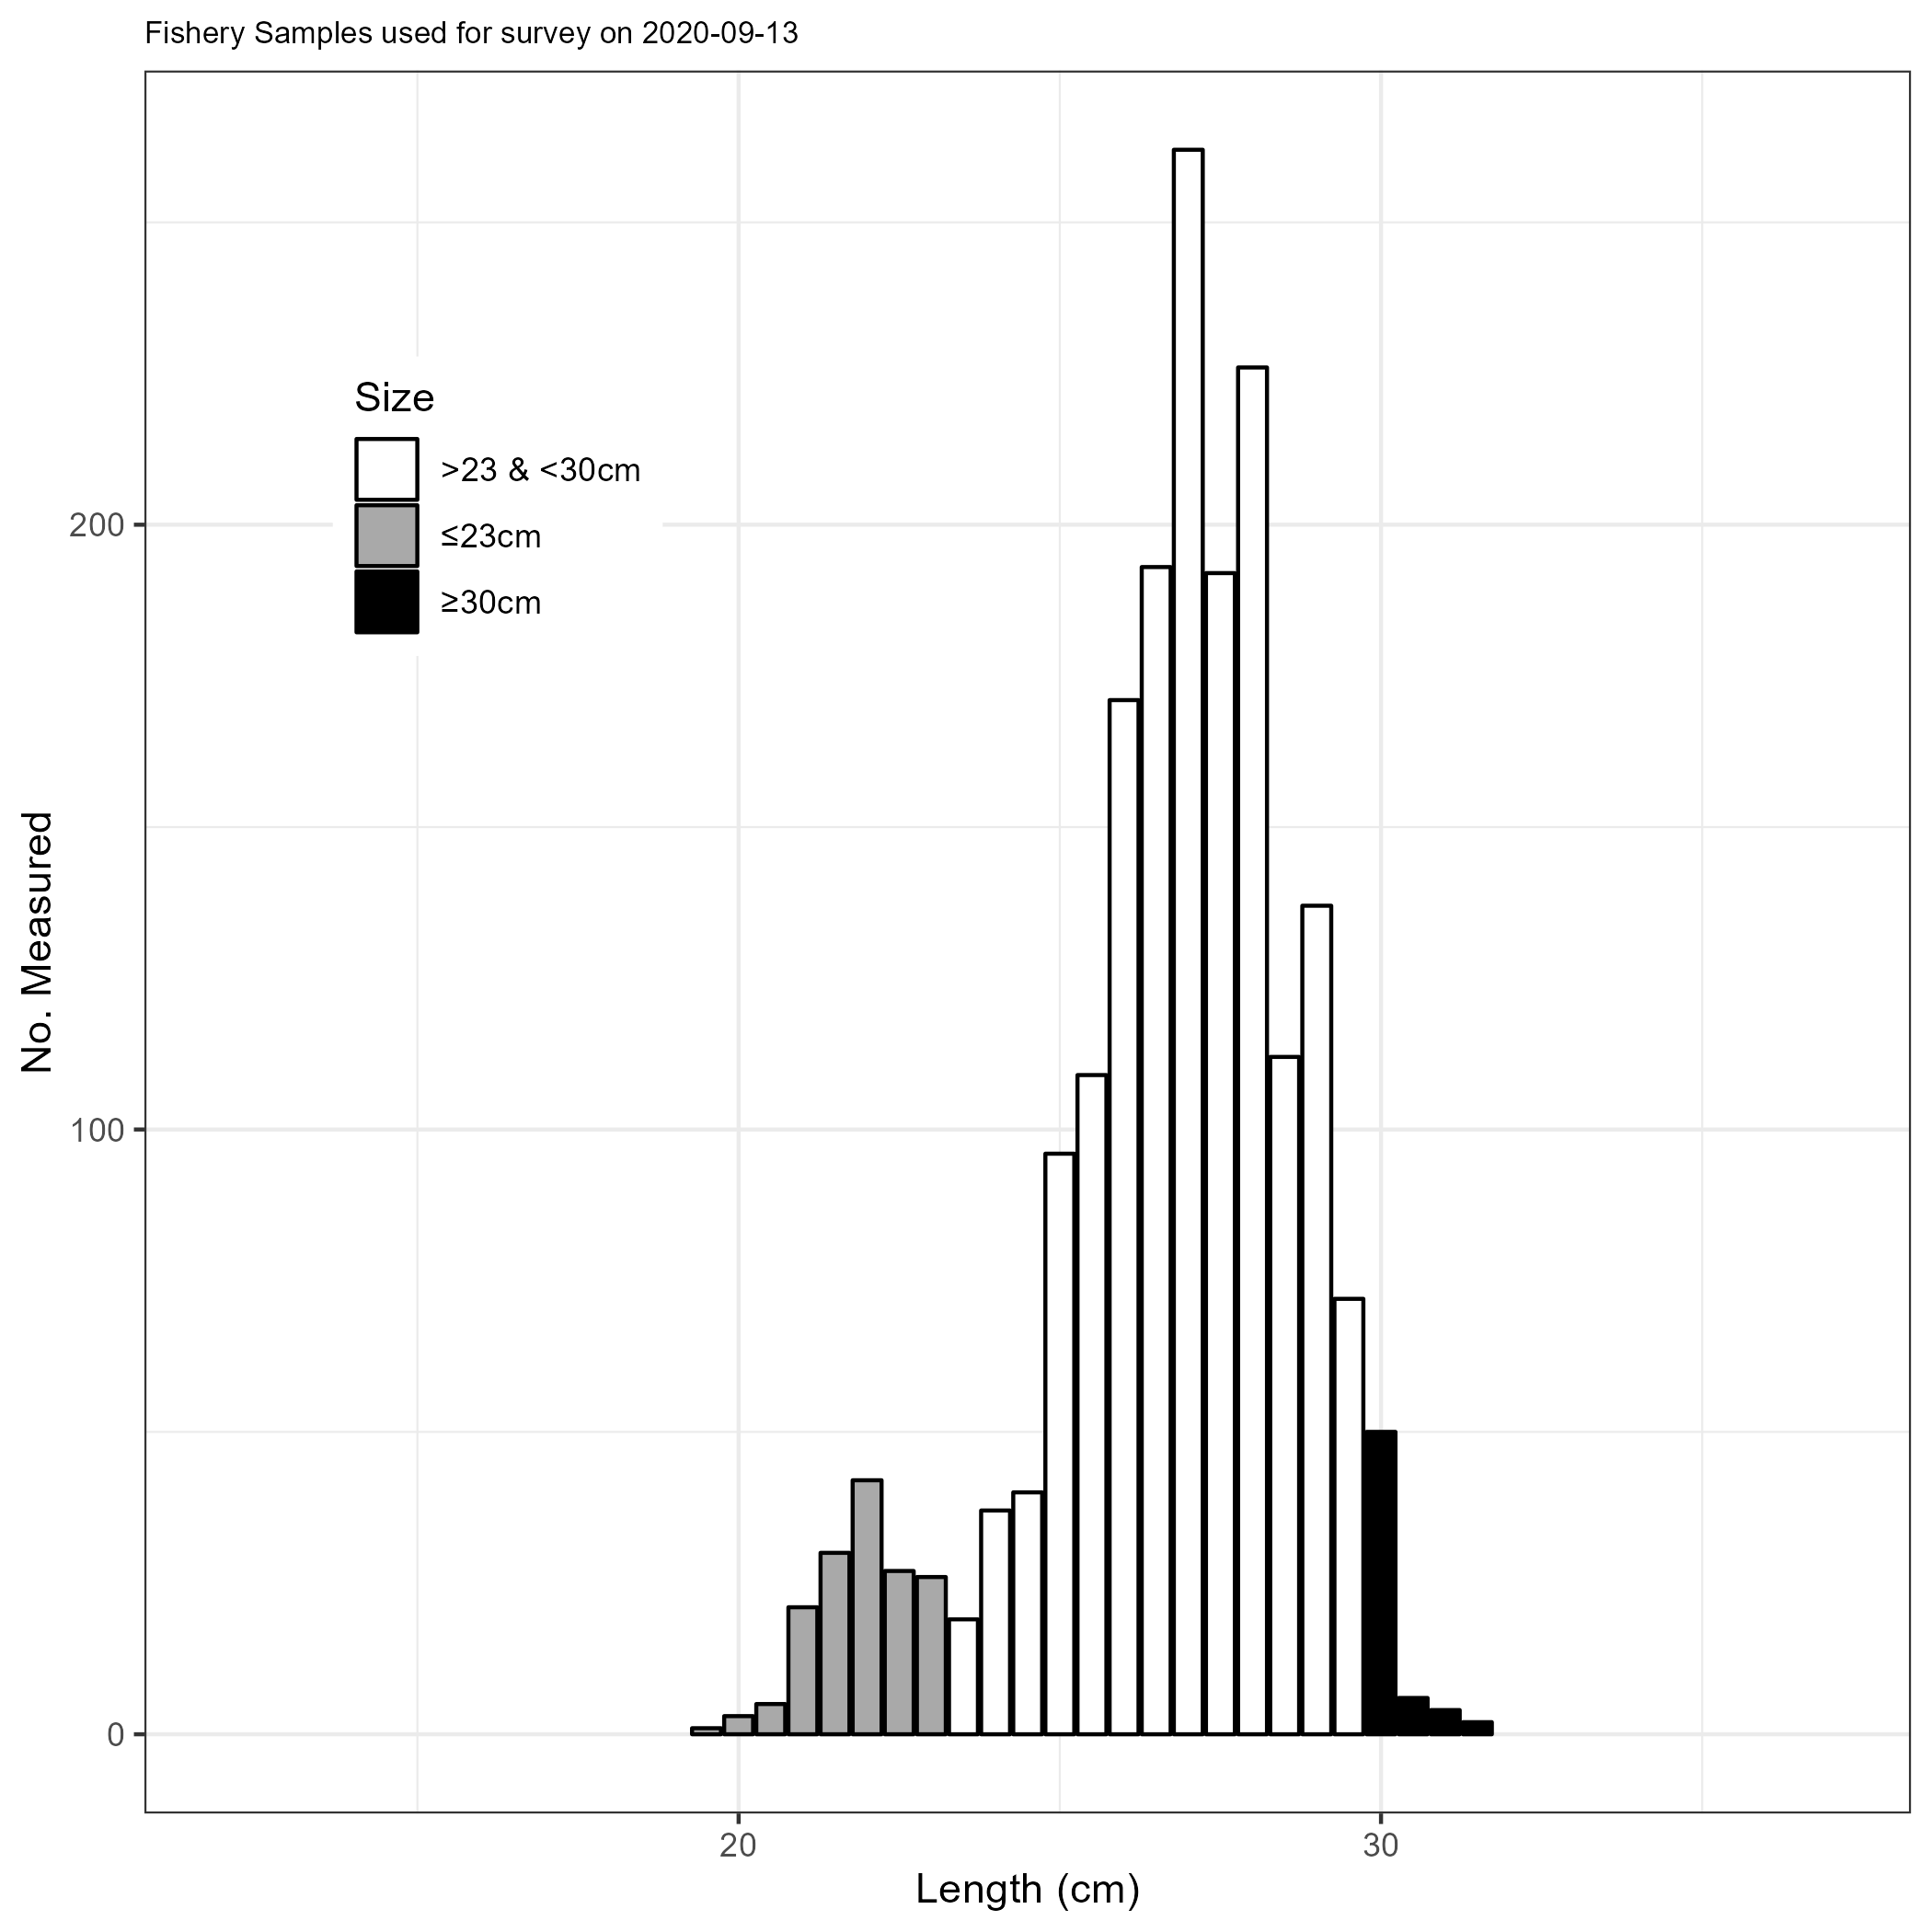 Fishery Samples used for survey on 2020-09-13
Size
>23 & <30cm
≤23cm
≥30cm
200
100
0
No. Measured
20
30
Length (cm)